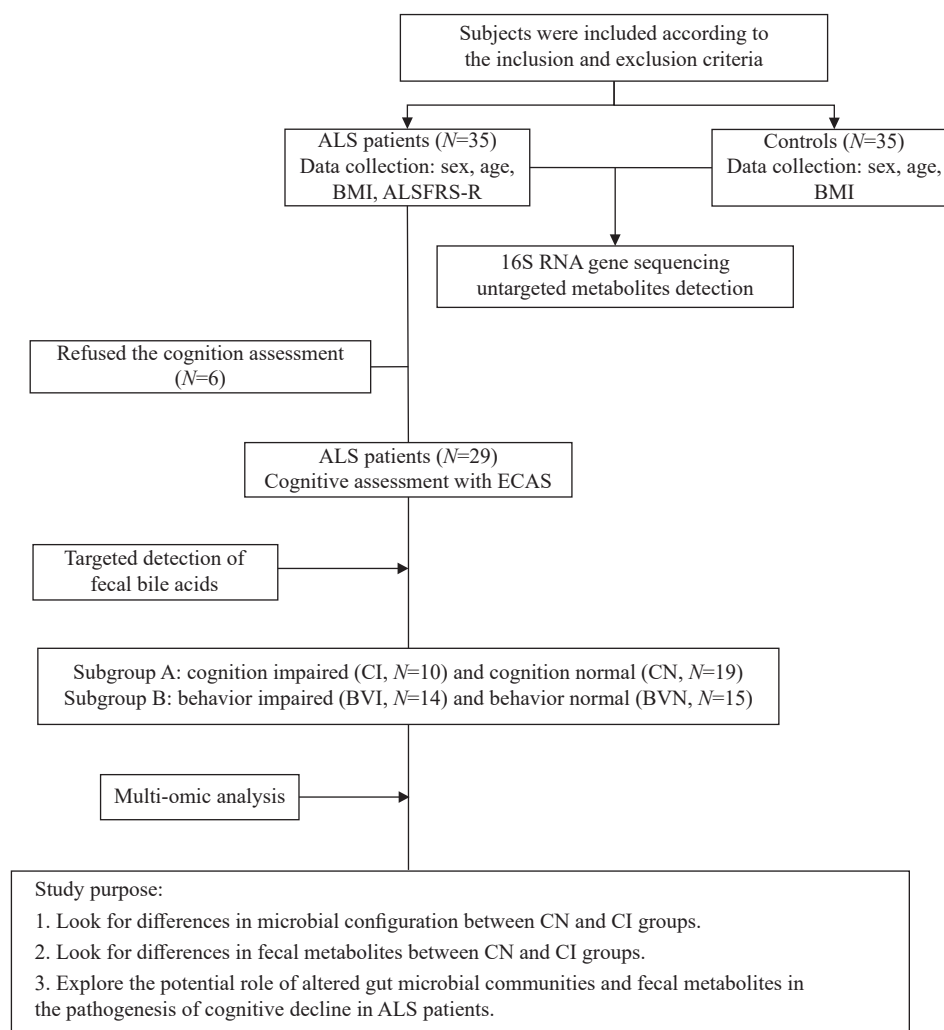 Subjects were included according to
the inclusion and exclusion criteria
ALS patients (N=35)
Data collection: sex, age,
BMI, ALSFRS-R
Controls (N=35)
Data collection: sex, age,
BMI
16S RNA gene sequencing
untargeted metabolites detection
Refused the cognition assessment
(N=6)
ALS patients (N=29)
Cognitive assessment with ECAS
Targeted detection of
fecal bile acids
Subgroup A: cognition impaired (CI, N=10) and cognition normal (CN, N=19)
Subgroup B: behavior impaired (BVI, N=14) and behavior normal (BVN, N=15)
Multi-omic analysis
Study purpose:
1. Look for differences in microbial configuration between CN and CI groups.
2. Look for differences in fecal metabolites between CN and CI groups.
3. Explore the potential role of altered gut microbial communities and fecal metabolites in
the pathogenesis of cognitive decline in ALS patients.